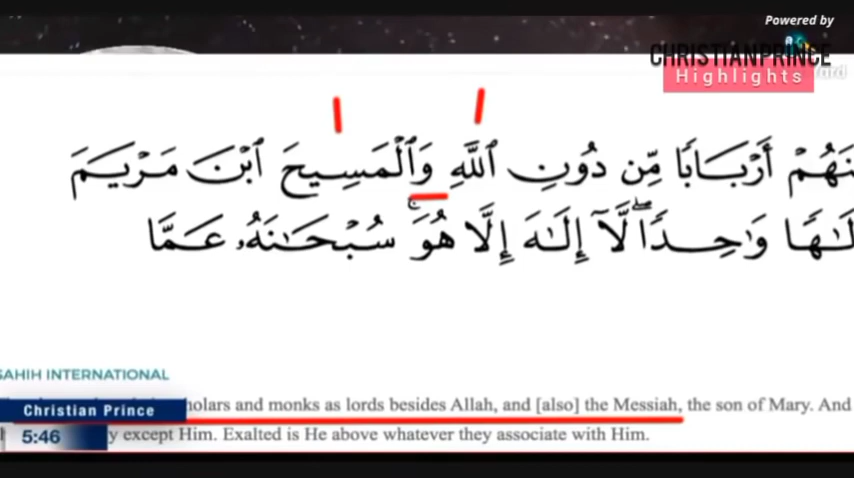 Powered by
CHRISTIANPRINCE
Highlights
نَهُمْ أَرْبَابًا مِّن دُونِ ٱللَّهِ وَٱلْمَسِيحَ ٱبْنَ مَرْيَمَ
لَـٰهًا وَٰحِدًا ۖ لَّآ إِلَـٰهَ إِلَّا هُوَ ۚ سُبْحَـٰنَهُۥ عَمَّا
SAHIH INTERNATIONAL
holars and monks as lords besides Allah, and [also] the Messiah, the son of Mary. And
Christian Prince
5:46
y except Him. Exalted is He above whatever they associate with Him.